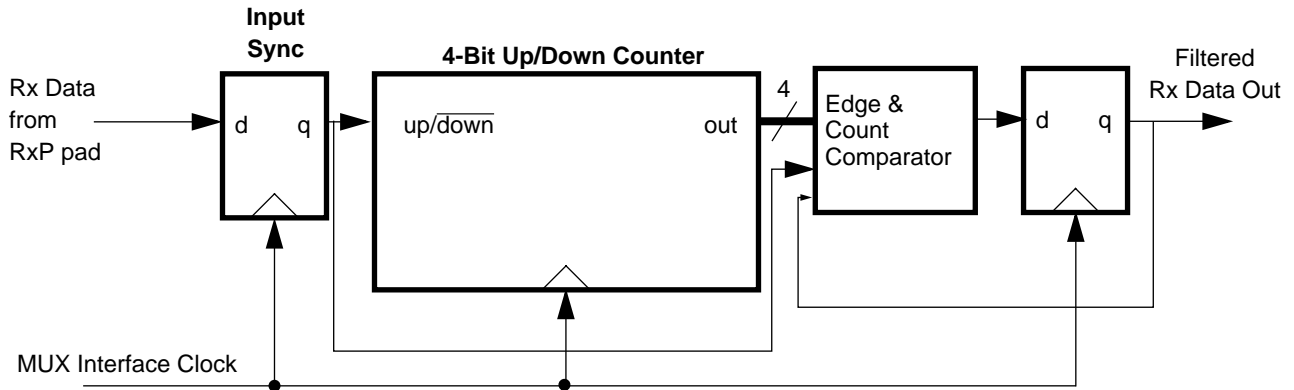 Input
Sync
4-Bit Up/Down Counter
Rx Data
from
RxP pad
d q
up/down
out
4
Edge &
Count
Comparator
d q
Filtered
Rx Data Out
MUX Interface Clock